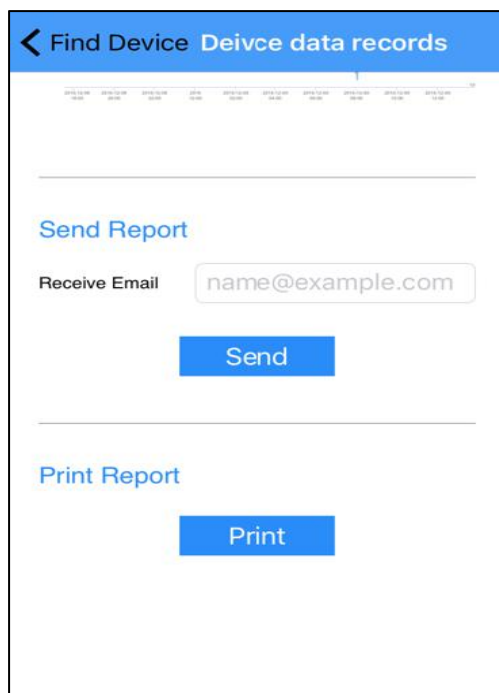 Find Device Deivce data records
Send Report
Receive Email name@example.com
Send
Print Report
Print